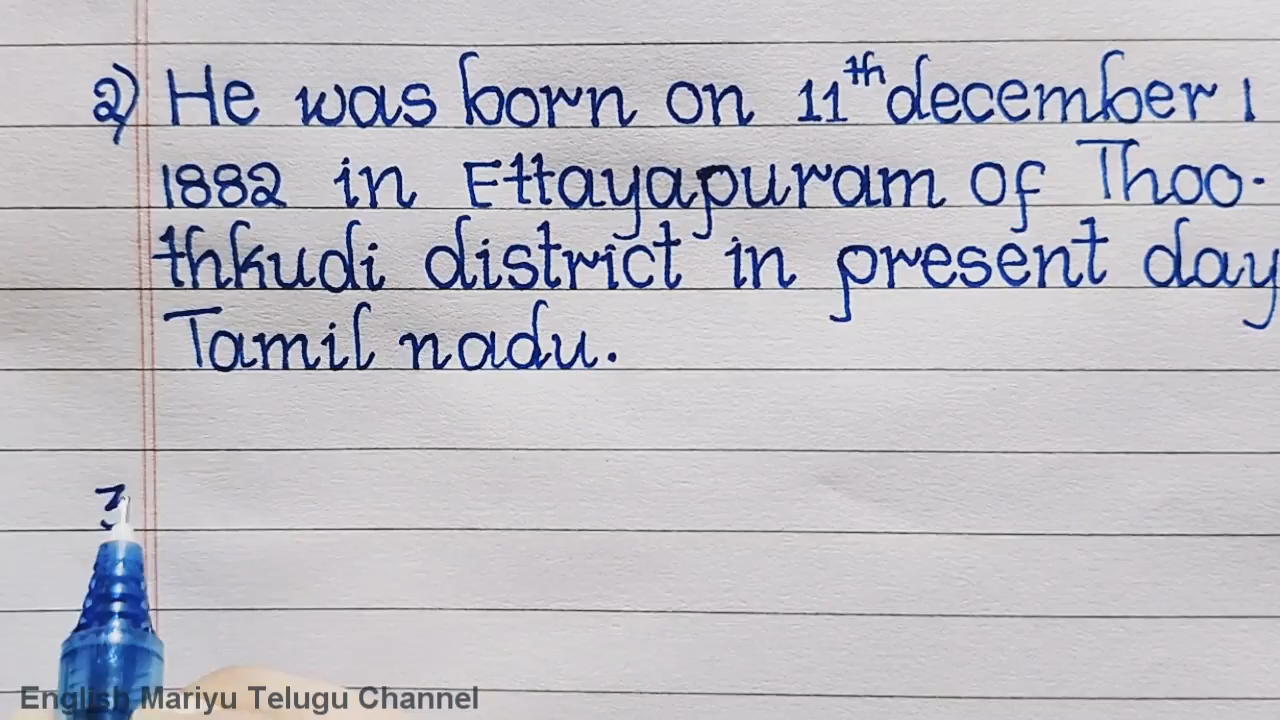 2) He was born on 11th december 1
1882 in Ettayapuram of Thoo-
thkudi district in present day
Tamil nadu.
3
English Mariyu Telugu Channel